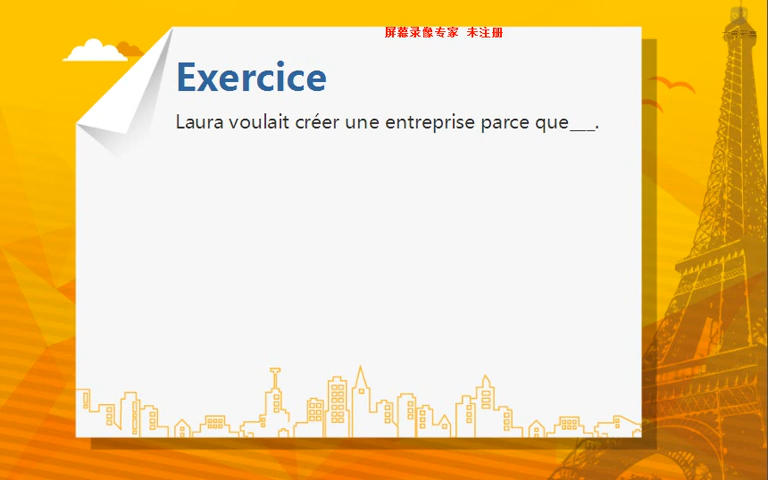 屏幕录像专家 未注册
Exercice
Laura voulait créer une entreprise parce que___.